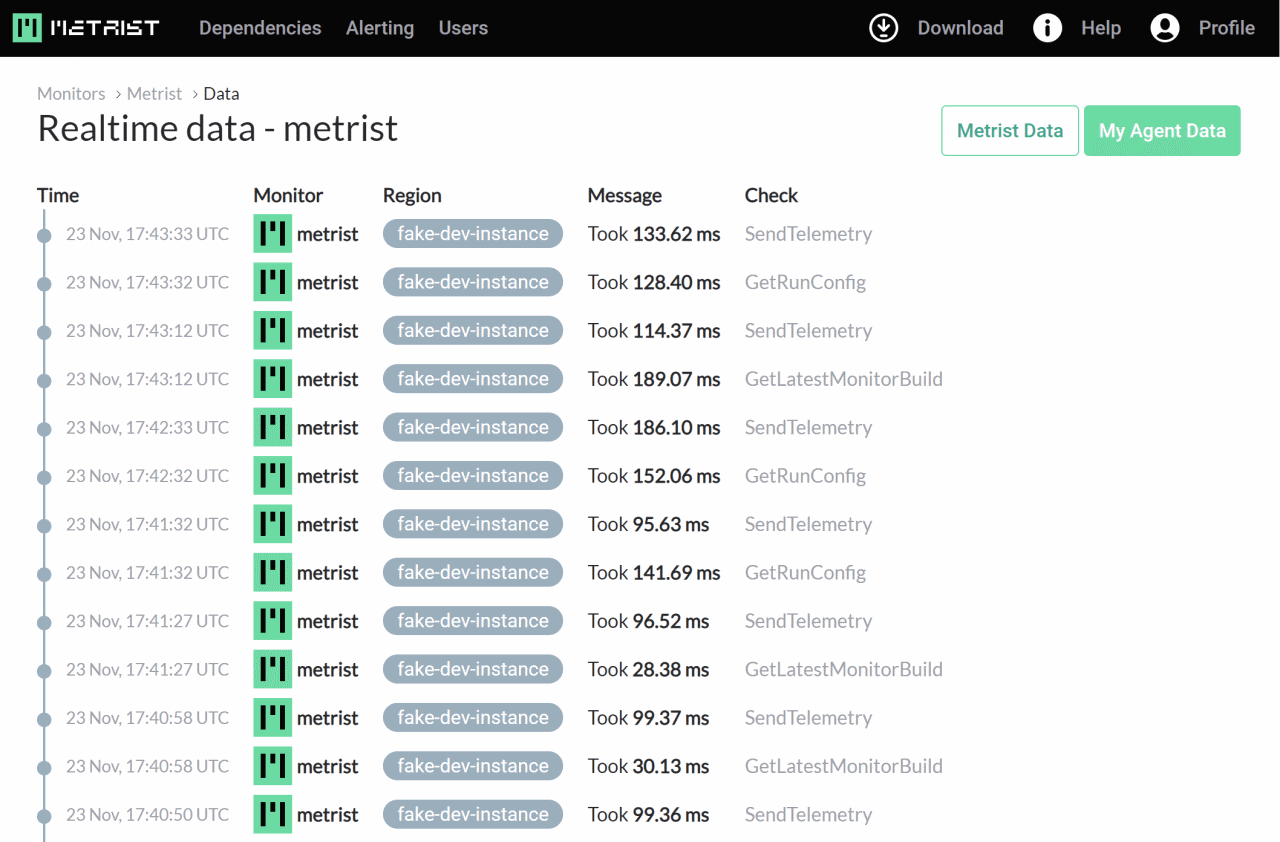 METRIST Dependencies Alerting Users Download Help Profile
Monitors › Metrist › Data
Realtime data - metrist
Metrist Data My Agent Data
Time Monitor Region Message Check
23 Nov, 17:43:33 UTC metrist fake-dev-instance Took 133.62 ms SendTelemetry
23 Nov, 17:43:32 UTC metrist fake-dev-instance Took 128.40 ms GetRunConfig
23 Nov, 17:43:12 UTC metrist fake-dev-instance Took 114.37 ms SendTelemetry
23 Nov, 17:43:12 UTC metrist fake-dev-instance Took 189.07 ms GetLatestMonitorBuild
23 Nov, 17:42:33 UTC metrist fake-dev-instance Took 186.10 ms SendTelemetry
23 Nov, 17:42:32 UTC metrist fake-dev-instance Took 152.06 ms GetRunConfig
23 Nov, 17:41:32 UTC metrist fake-dev-instance Took 95.63 ms SendTelemetry
23 Nov, 17:41:32 UTC metrist fake-dev-instance Took 141.69 ms GetRunConfig
23 Nov, 17:41:27 UTC metrist fake-dev-instance Took 96.52 ms SendTelemetry
23 Nov, 17:41:27 UTC metrist fake-dev-instance Took 28.38 ms GetLatestMonitorBuild
23 Nov, 17:40:58 UTC metrist fake-dev-instance Took 99.37 ms SendTelemetry
23 Nov, 17:40:58 UTC metrist fake-dev-instance Took 30.13 ms GetLatestMonitorBuild
23 Nov, 17:40:50 UTC metrist fake-dev-instance Took 99.36 ms SendTelemetry